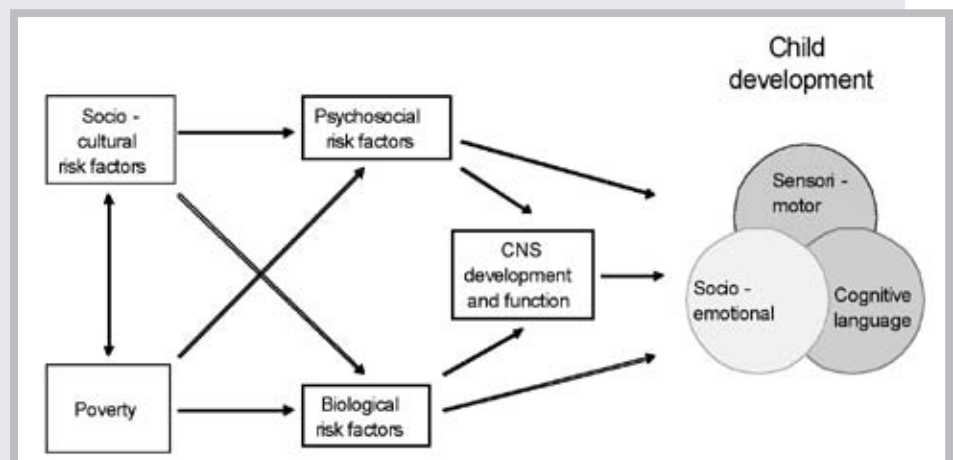 Child
development
Socio -
cultural
risk factors
Psychosocial
risk factors
Sensori -
motor
CNS
development
and function
Socio -
emotional
Cognitive
language
Poverty
Biological
risk factors